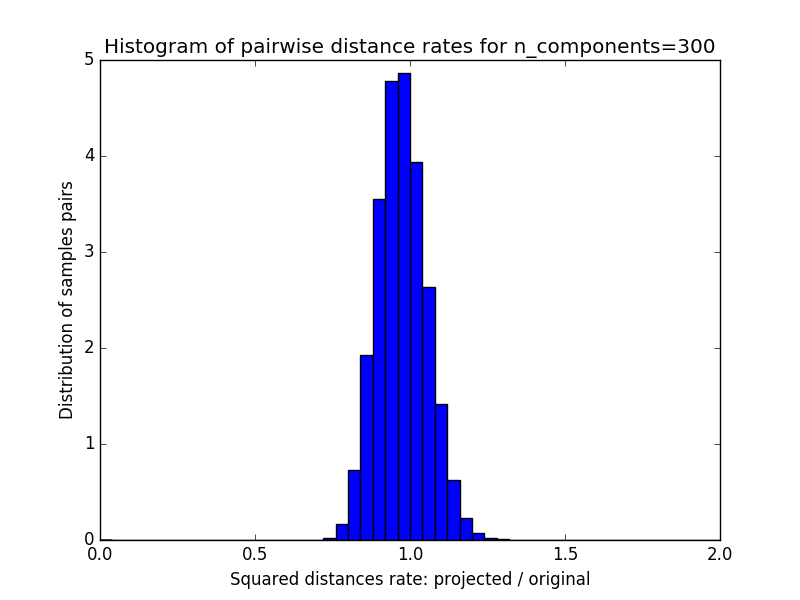 Histogram of pairwise distance rates for n_components=300
Distribution of samples pairs
5
4
3
2
1
0
0.0 0.5 1.0 1.5 2.0
Squared distances rate: projected / original